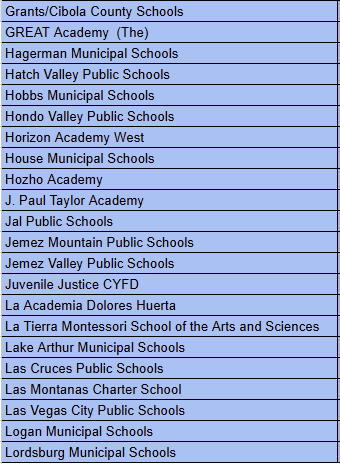 Grants/Cibola County Schools
GREAT Academy  (The)
Hagerman Municipal Schools
Hatch Valley Public Schools
Hobbs Municipal Schools
Hondo Valley Public Schools
Horizon Academy West
House Municipal Schools
Hozho Academy
J. Paul Taylor Academy
Jal Public Schools
Jemez Mountain Public Schools
Jemez Valley Public Schools
Juvenile Justice CYFD
La Academia Dolores Huerta
La Tierra Montessori School of the Arts and Sciences
Lake Arthur Municipal Schools
Las Cruces Public Schools
Las Montanas Charter School
Las Vegas City Public Schools
Logan Municipal Schools
Lordsburg Municipal Schools